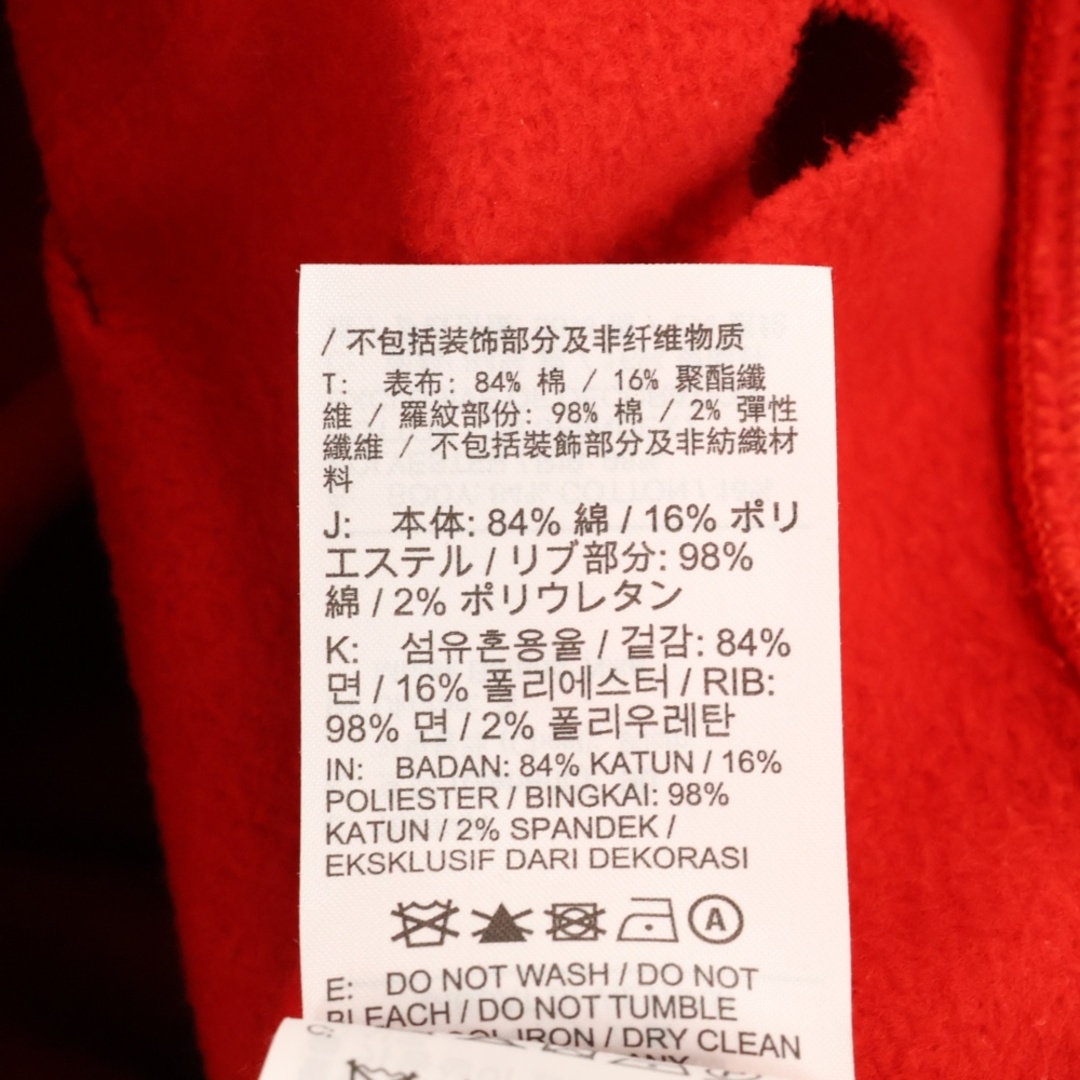 / 不包括装饰部分及非纤维物质
T: 表布: 84% 棉 / 16% 聚酯纖
維 / 羅紋部份: 98% 棉 / 2% 彈性
纖維 / 不包括裝飾部分及非紡織材
料
J: 本体: 84% 綿 / 16% ポリ
エステル / リブ部分: 98%
綿 / 2% ポリウレタン
K: 섬유혼용율 / 겉감: 84%
면 / 16% 폴리에스터 / RIB:
98% 면 / 2% 폴리우레탄
IN: BADAN: 84% KATUN / 16%
POLIESTER / BINGKAI: 98%
KATUN / 2% SPANDEK /
EKSKLUSIF DARI DEKORASI
A
E: DO NOT WASH / DO NOT
BLEACH / DO NOT TUMBLE
IRON / DRY CLEAN